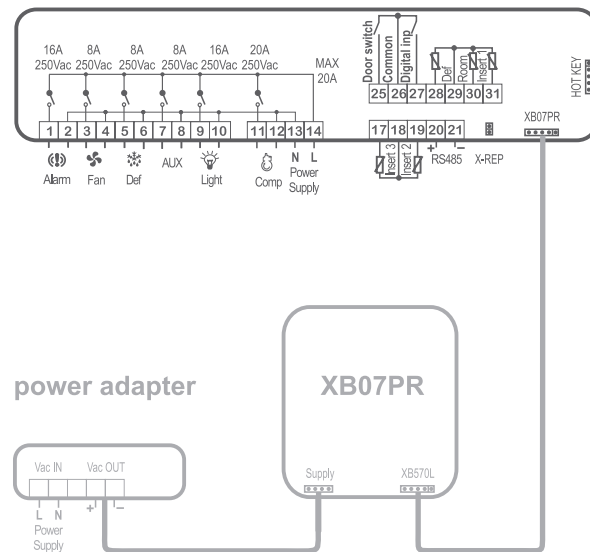 16A 8A 8A 8A 16A 20A
250Vac 250Vac 250Vac 250Vac 250Vac 250Vac
MAX
20A
Door switch
Common
Digital inp.
Def
Room
Insert 1
25 26 27 28 29 30 31
HOT KEY
XB07PR
1 2 3 4 5 6 7 8 9 10 11 12 13 14
17 18 19 20 21
Alarm Fan Def AUX Light Comp N L
Power
Supply
Insert 3
Insert 2
+ -
RS485
X-REP
power adapter
XB07PR
Vac IN Vac OUT
L N + -
Power
Supply
Supply XB570L